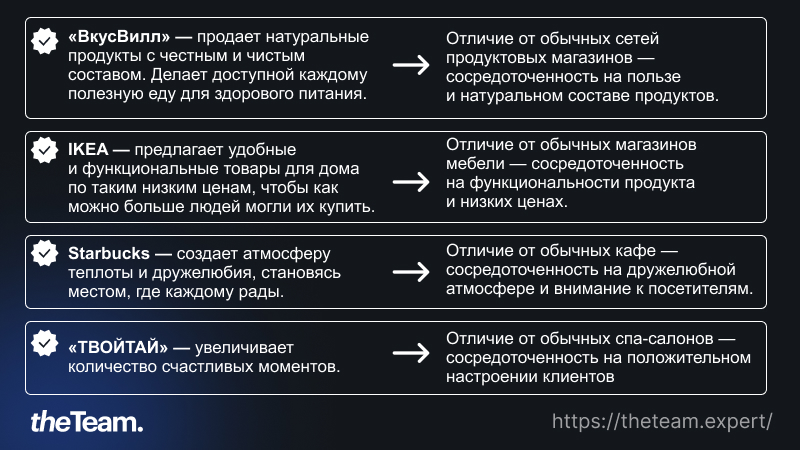 «ВкусВилл» — продает натуральные
продукты с честным и чистым
составом. Делает доступной каждому
полезную еду для здорового питания.
Отличие от обычных сетей
продуктовых магазинов —
сосредоточенность на пользе
и натуральном составе продуктов.
IKEA — предлагает удобные
и функциональные товары для дома
по таким низким ценам, чтобы как
можно больше людей могли их купить.
Отличие от обычных магазинов
мебели — сосредоточенность
на функциональности продукта
и низких ценах.
Starbucks — создает атмосферу
теплоты и дружелюбия, становясь
местом, где каждому рады.
Отличие от обычных кафе —
сосредоточенность на дружелюбной
атмосфере и внимание к посетителям.
«ТВОЙТАЙ» — увеличивает
количество счастливых моментов.
Отличие от обычных спа-салонов —
сосредоточенность на положительном
настроении клиентов
theTeam.
https://theteam.expert/